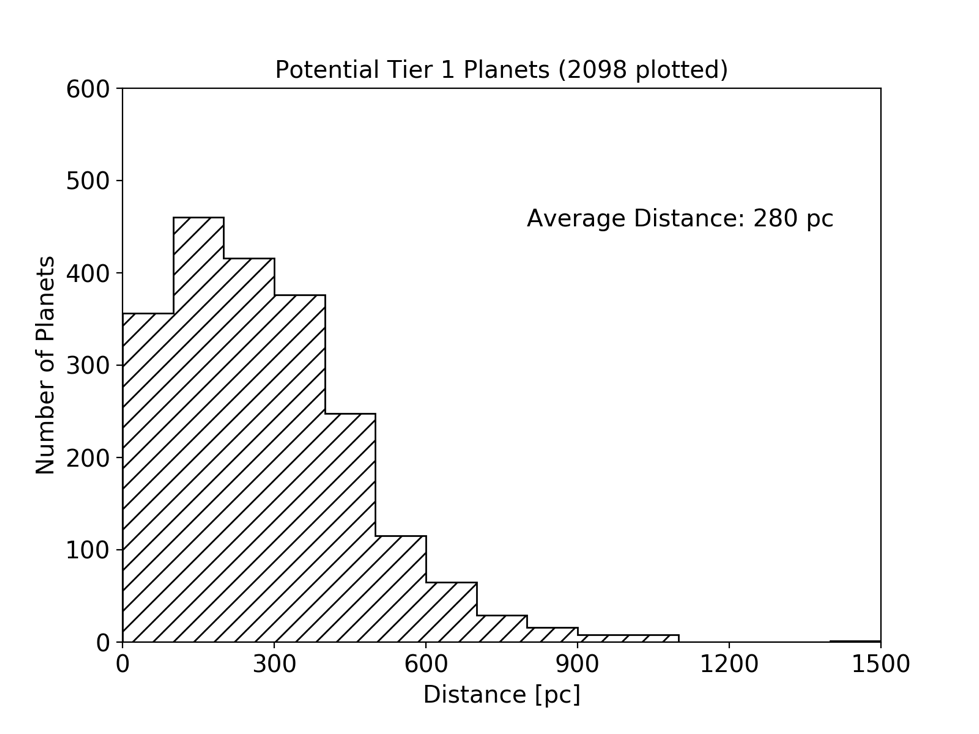 Potential Tier 1 Planets (2098 plotted)
600
500
400
300
200
100
0
Number of Planets
Average Distance: 280 pc
0 300 600 900 1200 1500
Distance [pc]